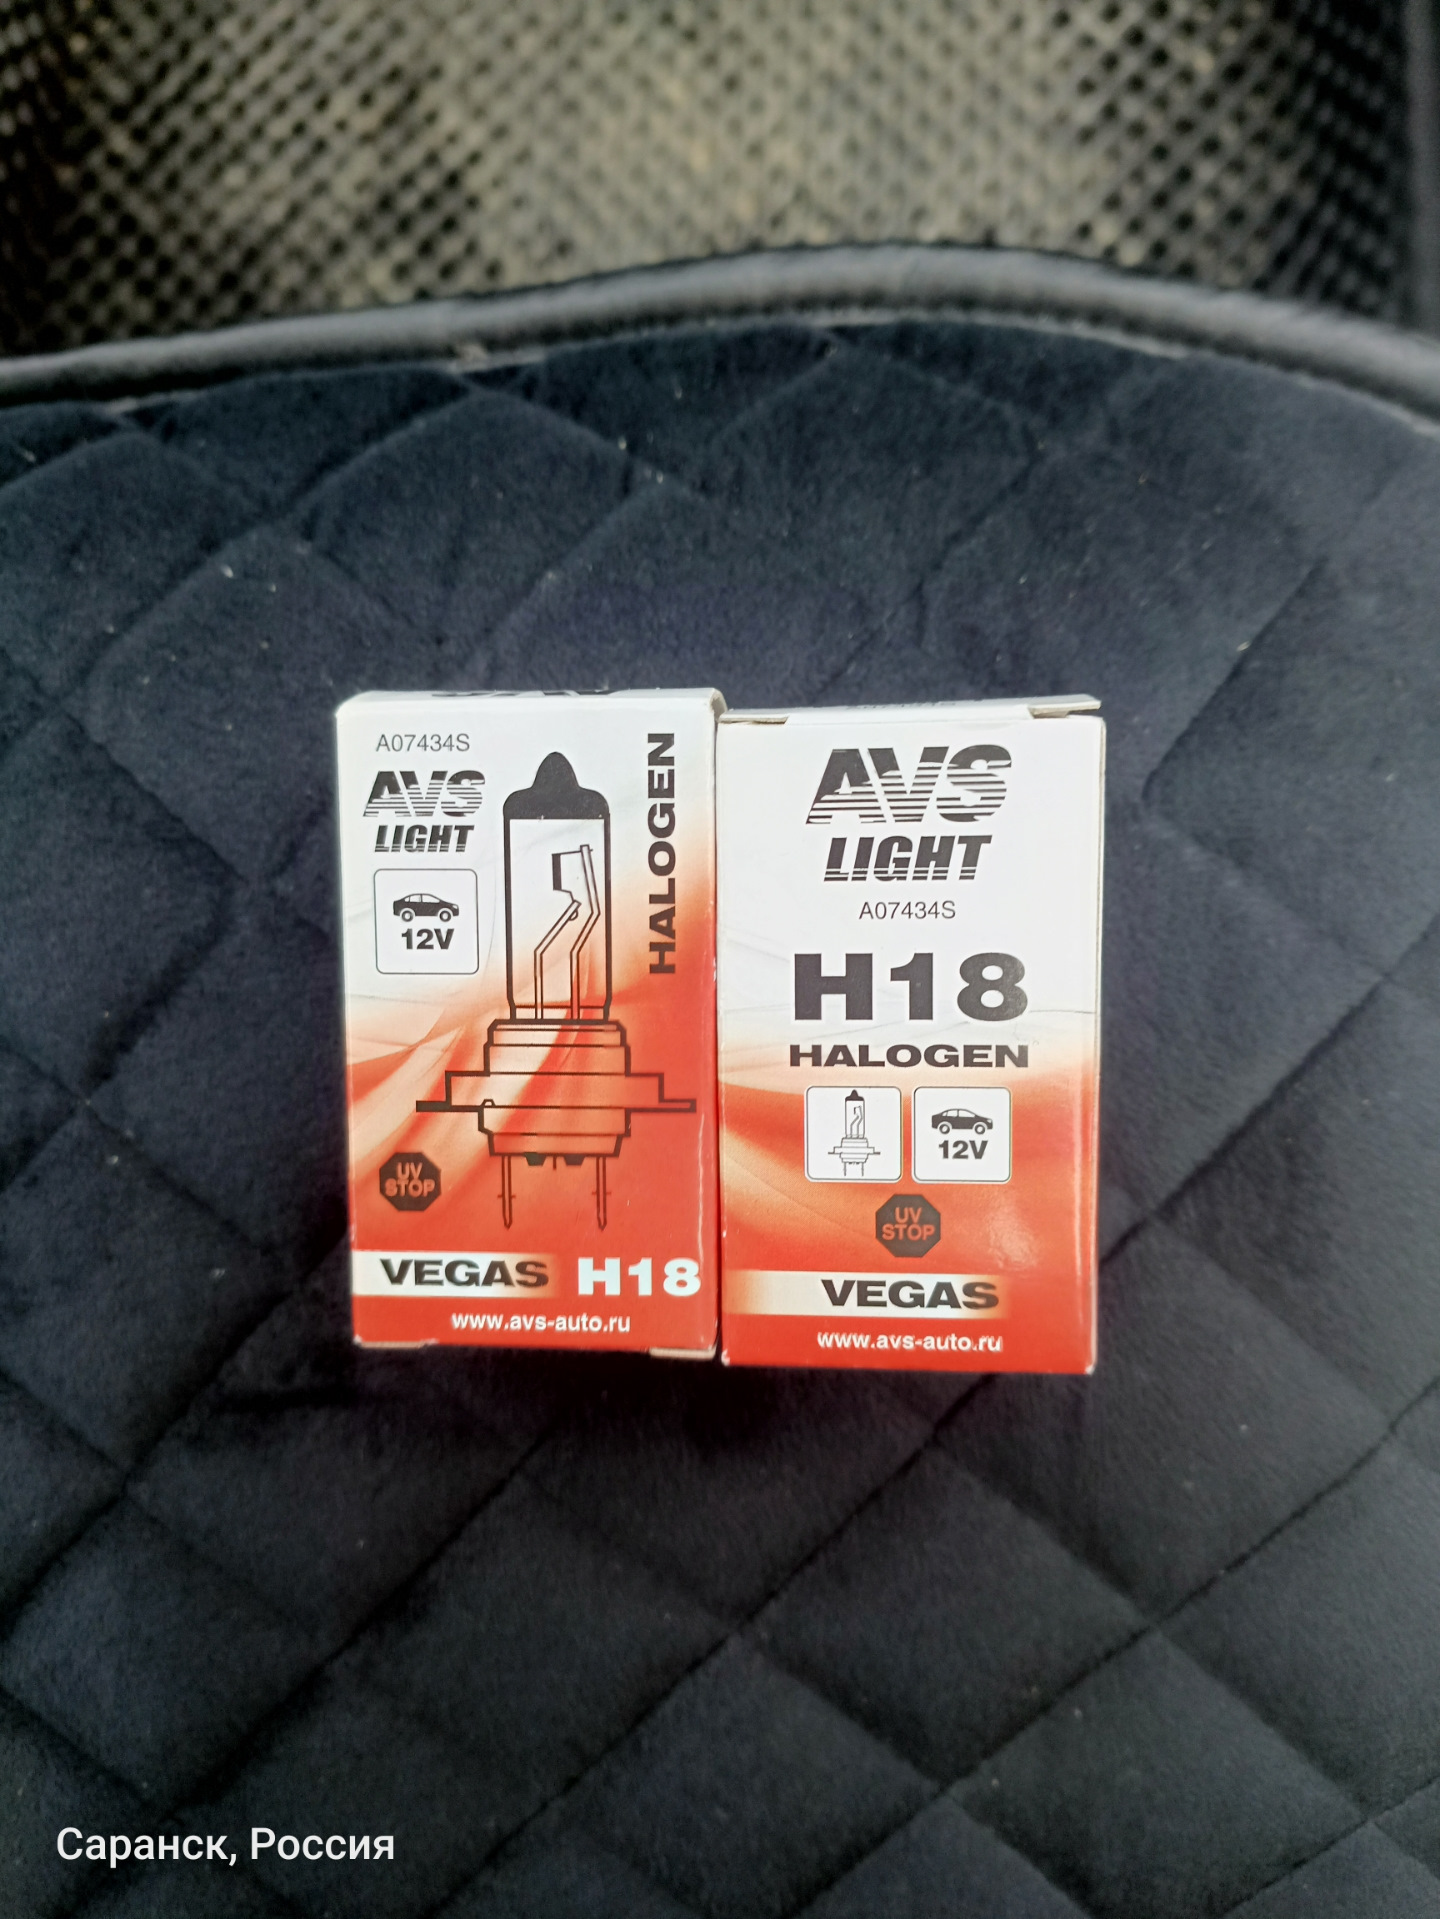 A07434S
AVS
LIGHT
12V
HALOGEN
UV
STOP
VEGAS H18
www.avs-auto.ru
AVS
LIGHT
A07434S
H18
HALOGEN
12V
UV
STOP
VEGAS
www.avs-auto.ru
Саранск, Россия